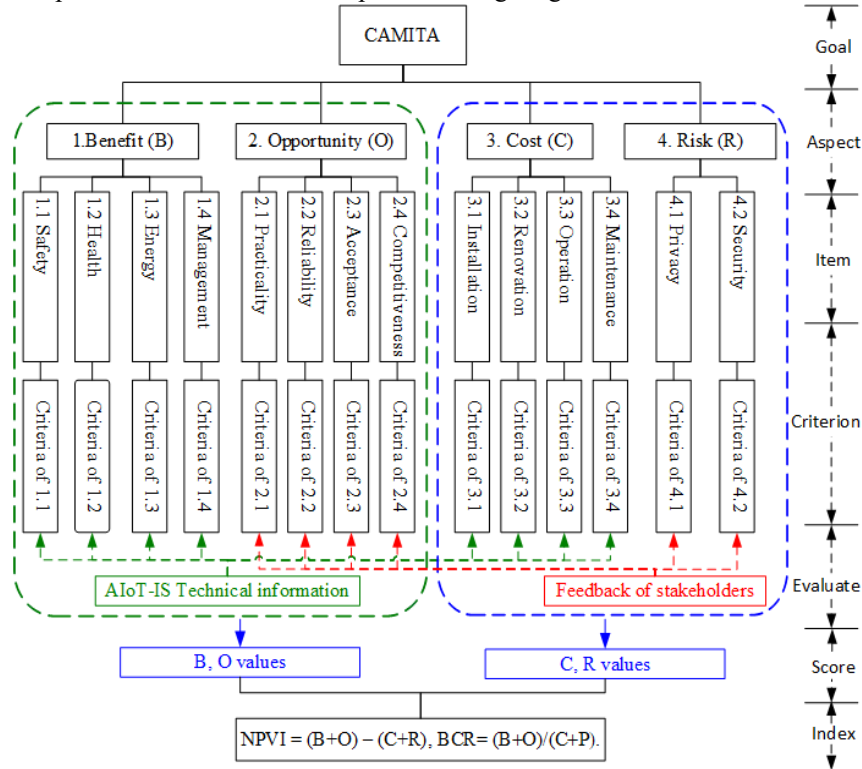 CAMITA
Goal
1.Benefit (B)
2. Opportunity (O)
3. Cost (C)
4. Risk (R)
Aspect
1.1 Safety
1.2 Health
1.3 Energy
1.4 Management
2.1 Practicality
2.2 Reliability
2.3 Acceptance
2.4 Competitiveness
3.1 Installation
3.2 Renovation
3.3 Operation
3.4 Maintenance
4.1 Privacy
4.2 Security
Item
Criteria of 1.1
Criteria of 1.2
Criteria of 1.3
Criteria of 1.4
Criteria of 2.1
Criteria of 2.2
Criteria of 2.3
Criteria of 2.4
Criteria of 3.1
Criteria of 3.2
Criteria of 3.3
Criteria of 3.4
Criteria of 4.1
Criteria of 4.2
Criterion
AIoT-IS Technical information
Feedback of stakeholders
Evaluate
B, O values
C, R values
Score
NPVI = (B+O) – (C+R), BCR= (B+O)/(C+P).
Index